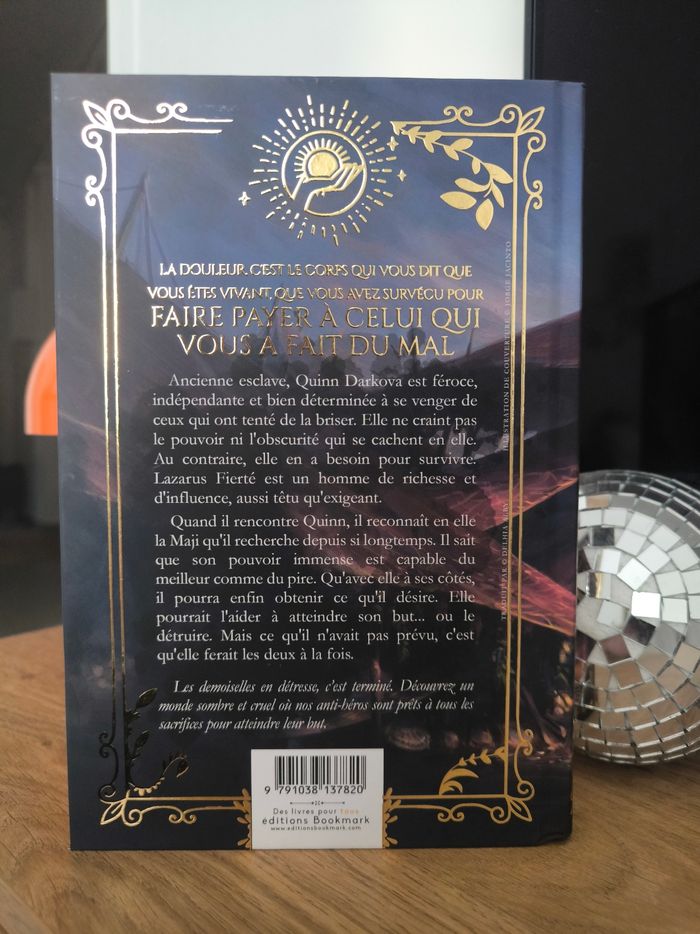 LA DOULEUR, C'EST LE CORPS QUI VOUS DIT QUE
VOUS ÊTES VIVANT, QUE VOUS AVEZ SURVÉCU POUR
FAIRE PAYER À CELUI QUI
VOUS A FAIT DU MAL
Ancienne esclave, Quinn Darkova est féroce,
indépendante et bien déterminée à se venger de
ceux qui ont tenté de la briser. Elle ne craint pas
le pouvoir ni l'obscurité qui se cachent en elle.
Au contraire, elle en a besoin pour survivre.
Lazarus Fierté est un homme de richesse et
d'influence, aussi têtu qu'exigeant.
Quand il rencontre Quinn, il reconnaît en elle
la Maji qu'il recherche depuis si longtemps. Il sait
que son pouvoir immense est capable du
meilleur comme du pire. Qu'avec elle à ses côtés,
il pourra enfin obtenir ce qu'il désire. Elle
pourrait l'aider à atteindre son but... ou le
détruire. Mais ce qu'il n'avait pas prévu, c'est
qu'elle ferait les deux à la fois.
Les demoiselles en détresse, c'est terminé. Découvrez un
monde sombre et cruel où nos anti-héros sont prêts à tous les
sacrifices pour atteindre leur but.
9 791038 137820
Des livres pour tous
éditions Bookmark
www.editionsbookmark.com
ILLUSTRATION DE COUVERTURE © JORGE JACINTO
TRADUIT PAR © DELHIA